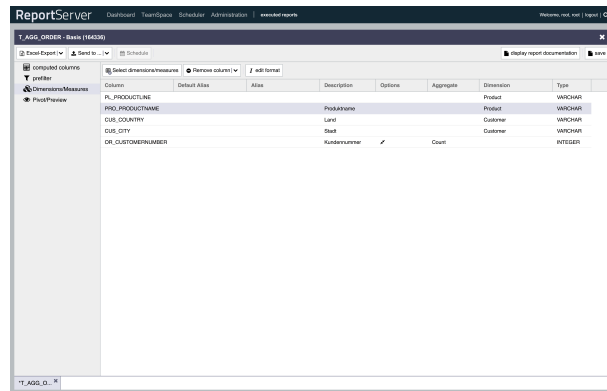 ReportServer Dashboard TeamSpace Scheduler Administration executed reports Welcome, root, root | logout |
T_AGG_ORDER - Basis (164336)
Excel-Export Send to ... Schedule display report documentation save
computed columns
prefilter
Dimensions/Measures
Pivot/Preview
Select dimensions/measures Remove column edit format
Column Default Alias Alias Description Options Aggregate Dimension Type
PL_PRODUCTLINE Product VARCHAR
PRO_PRODUCTNAME Produktname Product VARCHAR
CUS_COUNTRY Land Customer VARCHAR
CUS_CITY Stadt Customer VARCHAR
OR_CUSTOMERNUMBER Kundennummer Count INTEGER
*T_AGG_O...